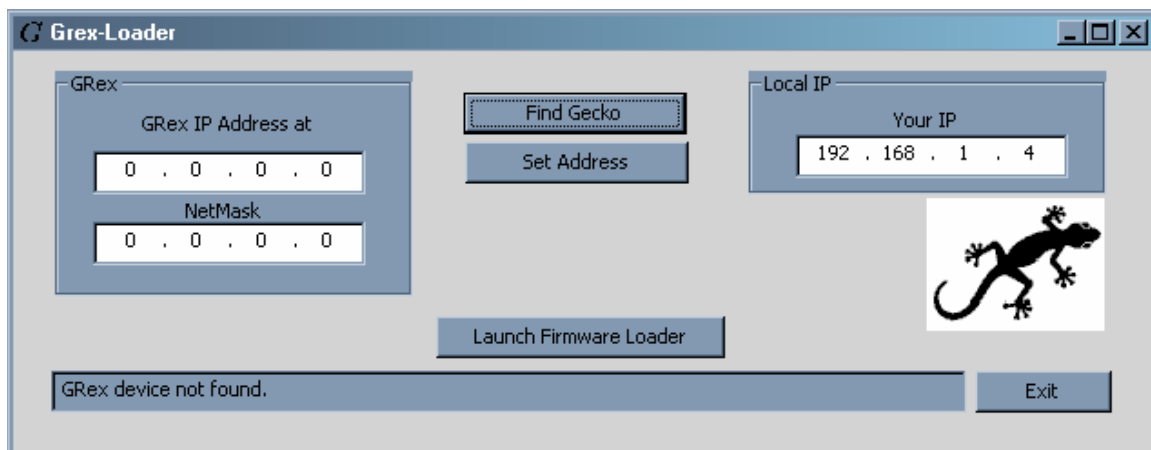 G Grex-Loader
GRex
GRex IP Address at
0 . 0 . 0 . 0
NetMask
0 . 0 . 0 . 0
Find Gecko
Set Address
Local IP
Your IP
192 . 168 . 1 . 4
Launch Firmware Loader
GRex device not found.
Exit